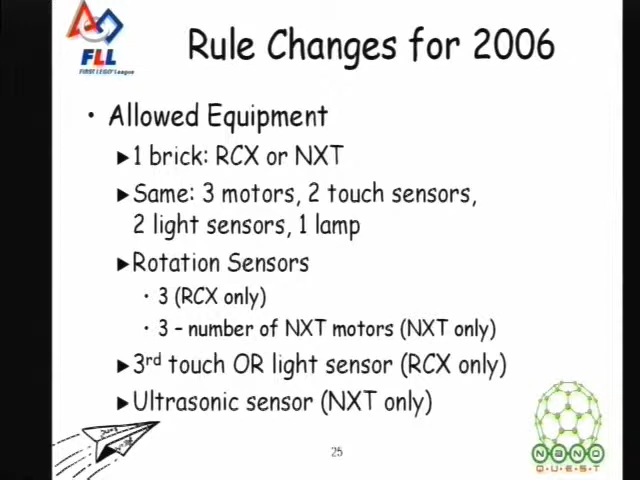 FLL
FIRST LEGO League
Rule Changes for 2006
• Allowed Equipment
▶1 brick: RCX or NXT
▶Same: 3 motors, 2 touch sensors,
2 light sensors, 1 lamp
▶Rotation Sensors
• 3 (RCX only)
• 3 – number of NXT motors (NXT only)
▶3rd touch OR light sensor (RCX only)
▶Ultrasonic sensor (NXT only)
25
NANO
QUEST